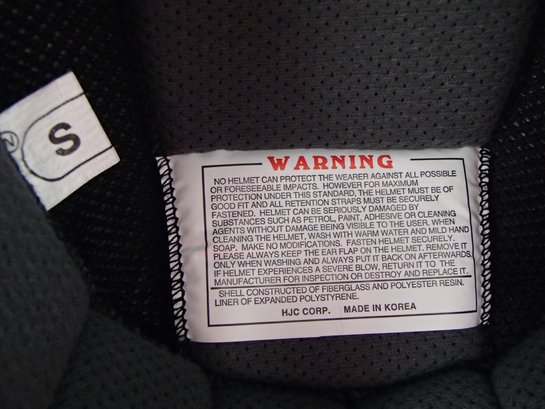 S
WARNING
NO HELMET CAN PROTECT THE WEARER AGAINST ALL POSSIBLE
OR FORESEEABLE IMPACTS. HOWEVER FOR MAXIMUM
PROTECTION UNDER THIS STANDARD, THE HELMET MUST BE OF
GOOD FIT AND ALL RETENTION STRAPS MUST BE SECURELY
FASTENED. HELMET CAN BE SERIOUSLY DAMAGED BY
SUBSTANCES SUCH AS PETROL, PAINT, ADHESIVE OR CLEANING
AGENTS WITHOUT DAMAGE BEING VISIBLE TO THE USER. WHEN
CLEANING THE HELMET, WASH WITH WARM WATER AND MILD HAND
SOAP. MAKE NO MODIFICATIONS. FASTEN HELMET SECURELY.
PLEASE ALWAYS KEEP THE EAR FLAP ON THE HELMET. REMOVE IT
ONLY WHEN WASHING AND ALWAYS PUT IT BACK ON AFTERWARDS.
IF HELMET EXPERIENCES A SEVERE BLOW, RETURN IT TO THE
MANUFACTURER FOR INSPECTION OR DESTROY AND REPLACE IT.
SHELL CONSTRUCTED OF FIBERGLASS AND POLYESTER RESIN.
LINER OF EXPANDED POLYSTYRENE.
HJC CORP. MADE IN KOREA